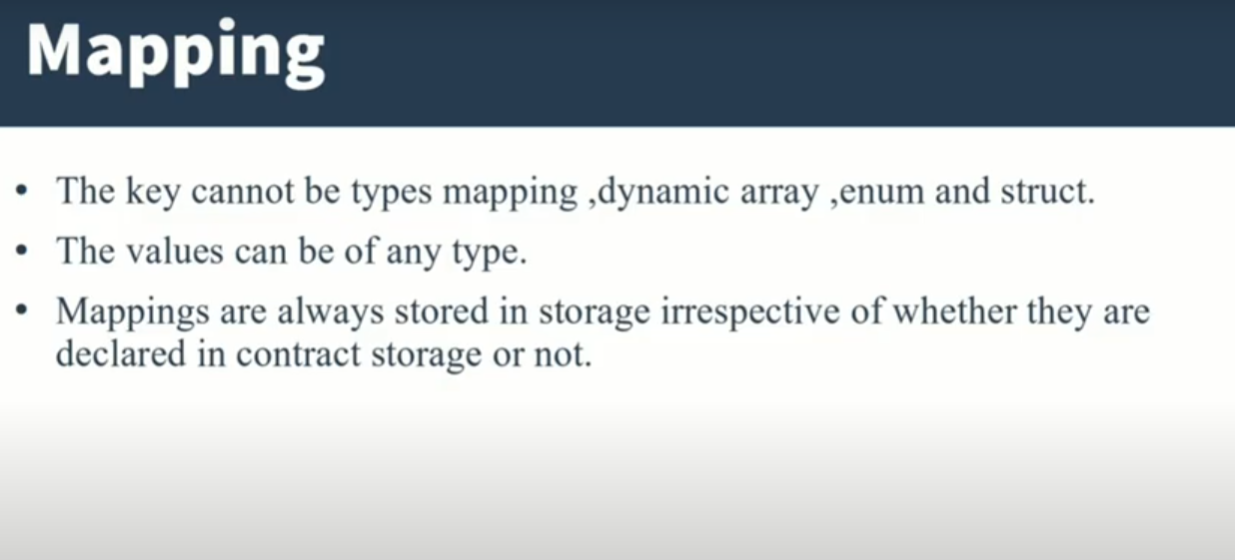 Mapping
• The key cannot be types mapping ,dynamic array ,enum and struct.
• The values can be of any type.
• Mappings are always stored in storage irrespective of whether they are
declared in contract storage or not.